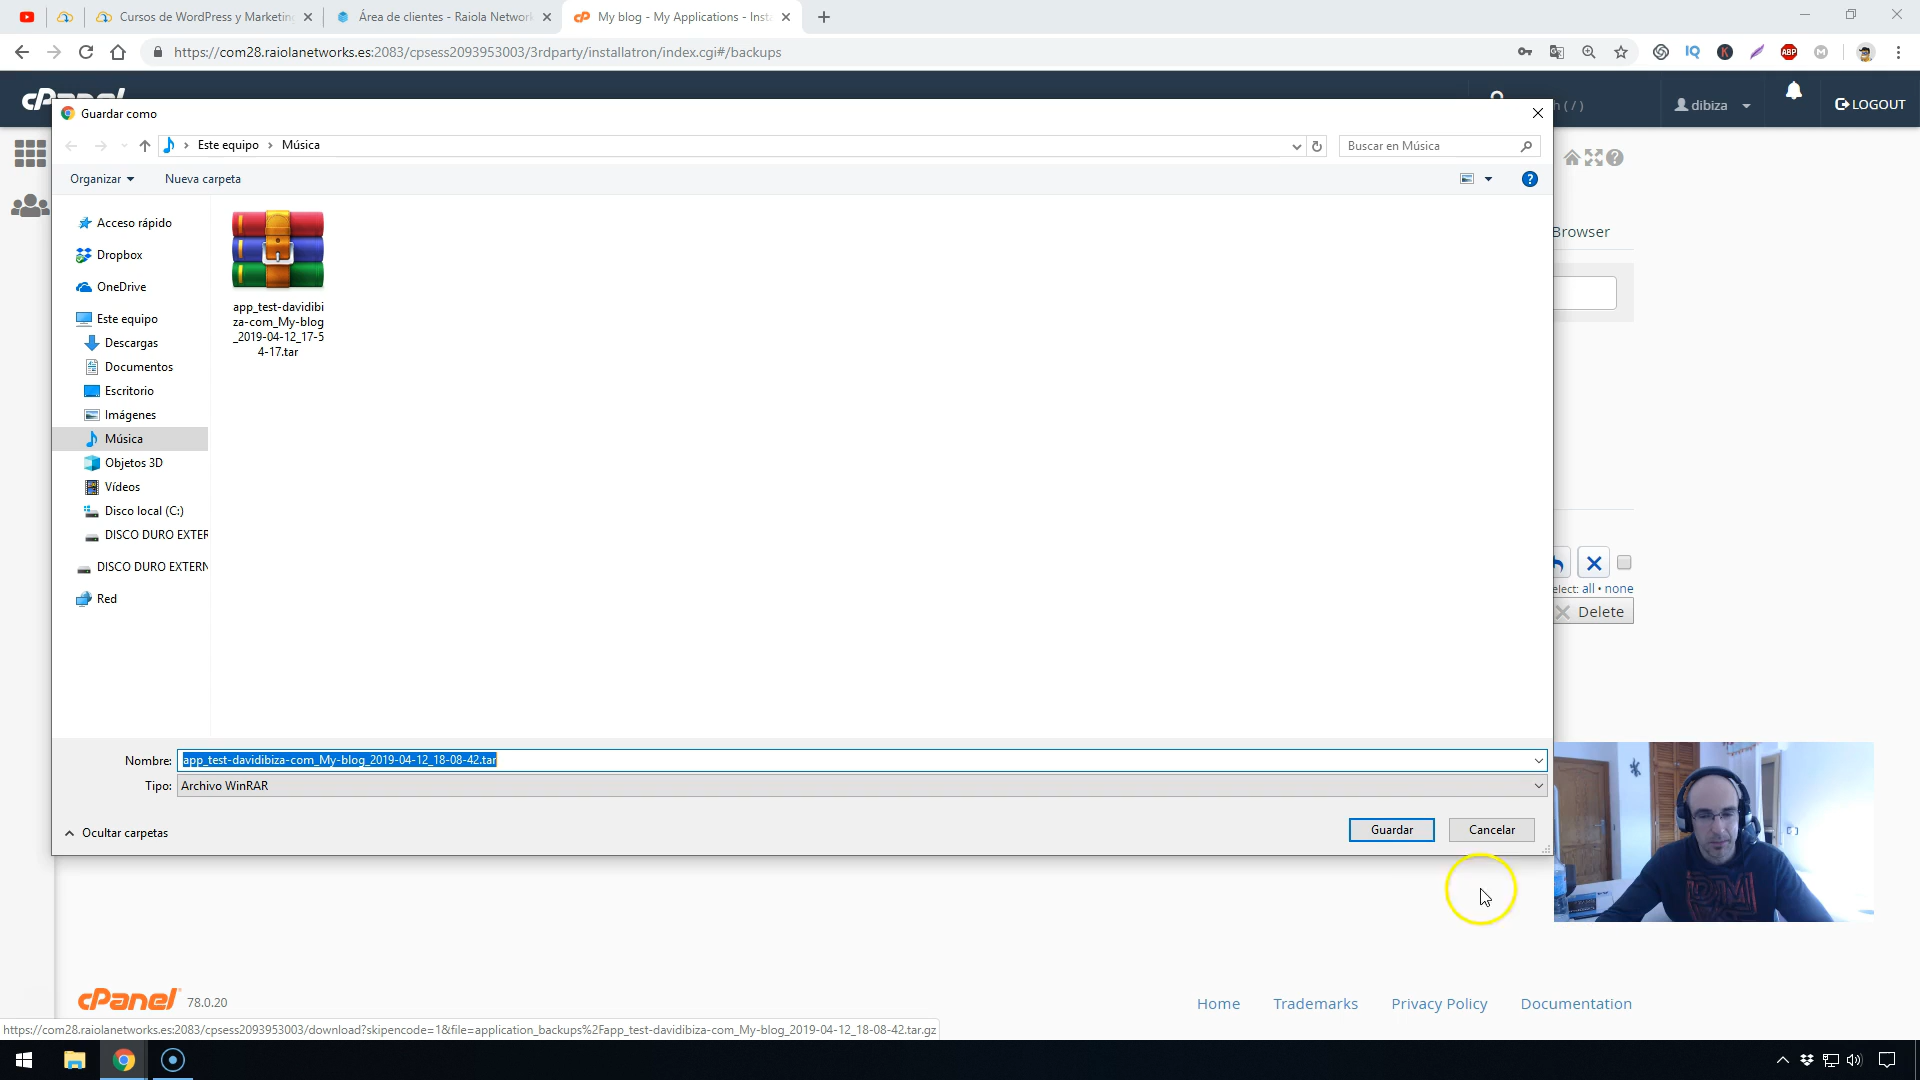 Cursos de WordPress y Marketing
Área de clientes - Raiola Network
My blog - My Applications - Inst
https://com28.raiolanetworks.es:2083/cpsess2093953003/3rdparty/installatron/index.cgi#/backups
cPanel
Guardar como
h ( / )
dibiza
LOGOUT
Este equipo
Música
Buscar en Música
Organizar
Nueva carpeta
Acceso rápido
Dropbox
OneDrive
Este equipo
Descargas
Documentos
Escritorio
Imágenes
Música
Objetos 3D
Vídeos
Disco local (C:)
DISCO DURO EXTER
DISCO DURO EXTERN
Red
app_test-davidibi
za-com_My-blog
_2019-04-12_17-5
4-17.tar
Browser
elect: all • none
Delete
Nombre: app_test-davidibiza-com_My-blog_2019-04-12_18-08-42.tar
Tipo: Archivo WinRAR
Ocultar carpetas
Guardar
Cancelar
cPanel 78.0.20
Home
Trademarks
Privacy Policy
Documentation
https://com28.raiolanetworks.es:2083/cpsess2093953003/download?skipencode=1&file=application_backups%2Fapp_test-davidibiza-com_My-blog_2019-04-12_18-08-42.tar.gz